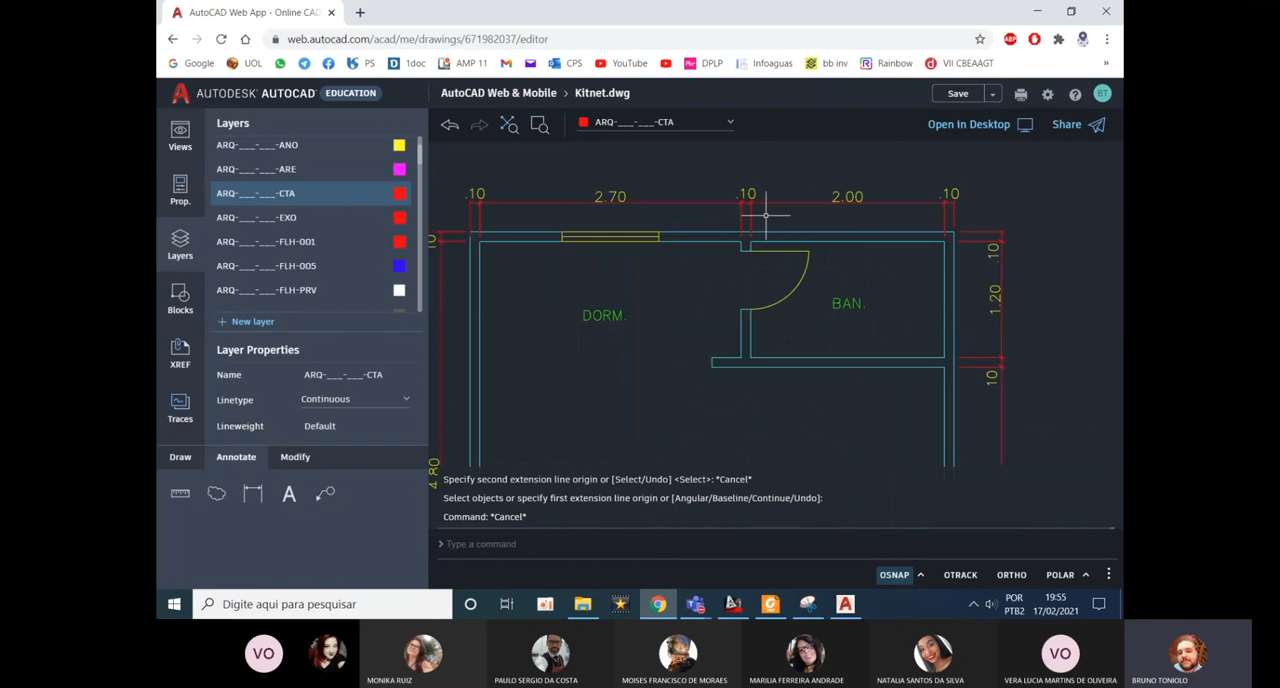 AutoCAD Web App - Online CAD
web.autocad.com/acad/me/drawings/671982037/editor
Google UOL PS 1doc AMP 11 CPS YouTube DPLP Infoaguas bb inv Rainbow VII CBEAAGT »
AUTODESK® AUTOCAD® EDUCATION
AutoCAD Web & Mobile > Kitnet.dwg
Save
BT
Layers
ARQ-___-___-CTA
Open in Desktop
Share
Views
Prop.
Layers
Blocks
XREF
Traces
ARQ-___-___-ANO
ARQ-___-___-ARE
ARQ-___-___-CTA
ARQ-___-___-EXO
ARQ-___-___-FLH-001
ARQ-___-___-FLH-005
ARQ-___-___-FLH-PRV
+ New layer
Layer Properties
Name ARQ-___-___-CTA
Linetype Continuous
Lineweight Default
Draw Annotate Modify
.10 2.70 .10 2.00 .10
DORM.
BAN.
.10
1.20
10
10
4.80
Specify second extension line origin or [Select/Undo] <Select>: *Cancel*
Select objects or specify first extension line origin or [Angular/Baseline/Continue/Undo]:
Command: *Cancel*
Type a command
OSNAP OTRACK ORTHO POLAR
Digite aqui para pesquisar
POR
PTB2
19:55
17/02/2021
VO
MONIKA RUIZ
PAULO SERGIO DA COSTA
MOISES FRANCISCO DE MORAES
MARILIA FERREIRA ANDRADE
NATALIA SANTOS DA SILVA
VO
VERA LUCIA MARTINS DE OLIVEIRA
BRUNO TONIOLO